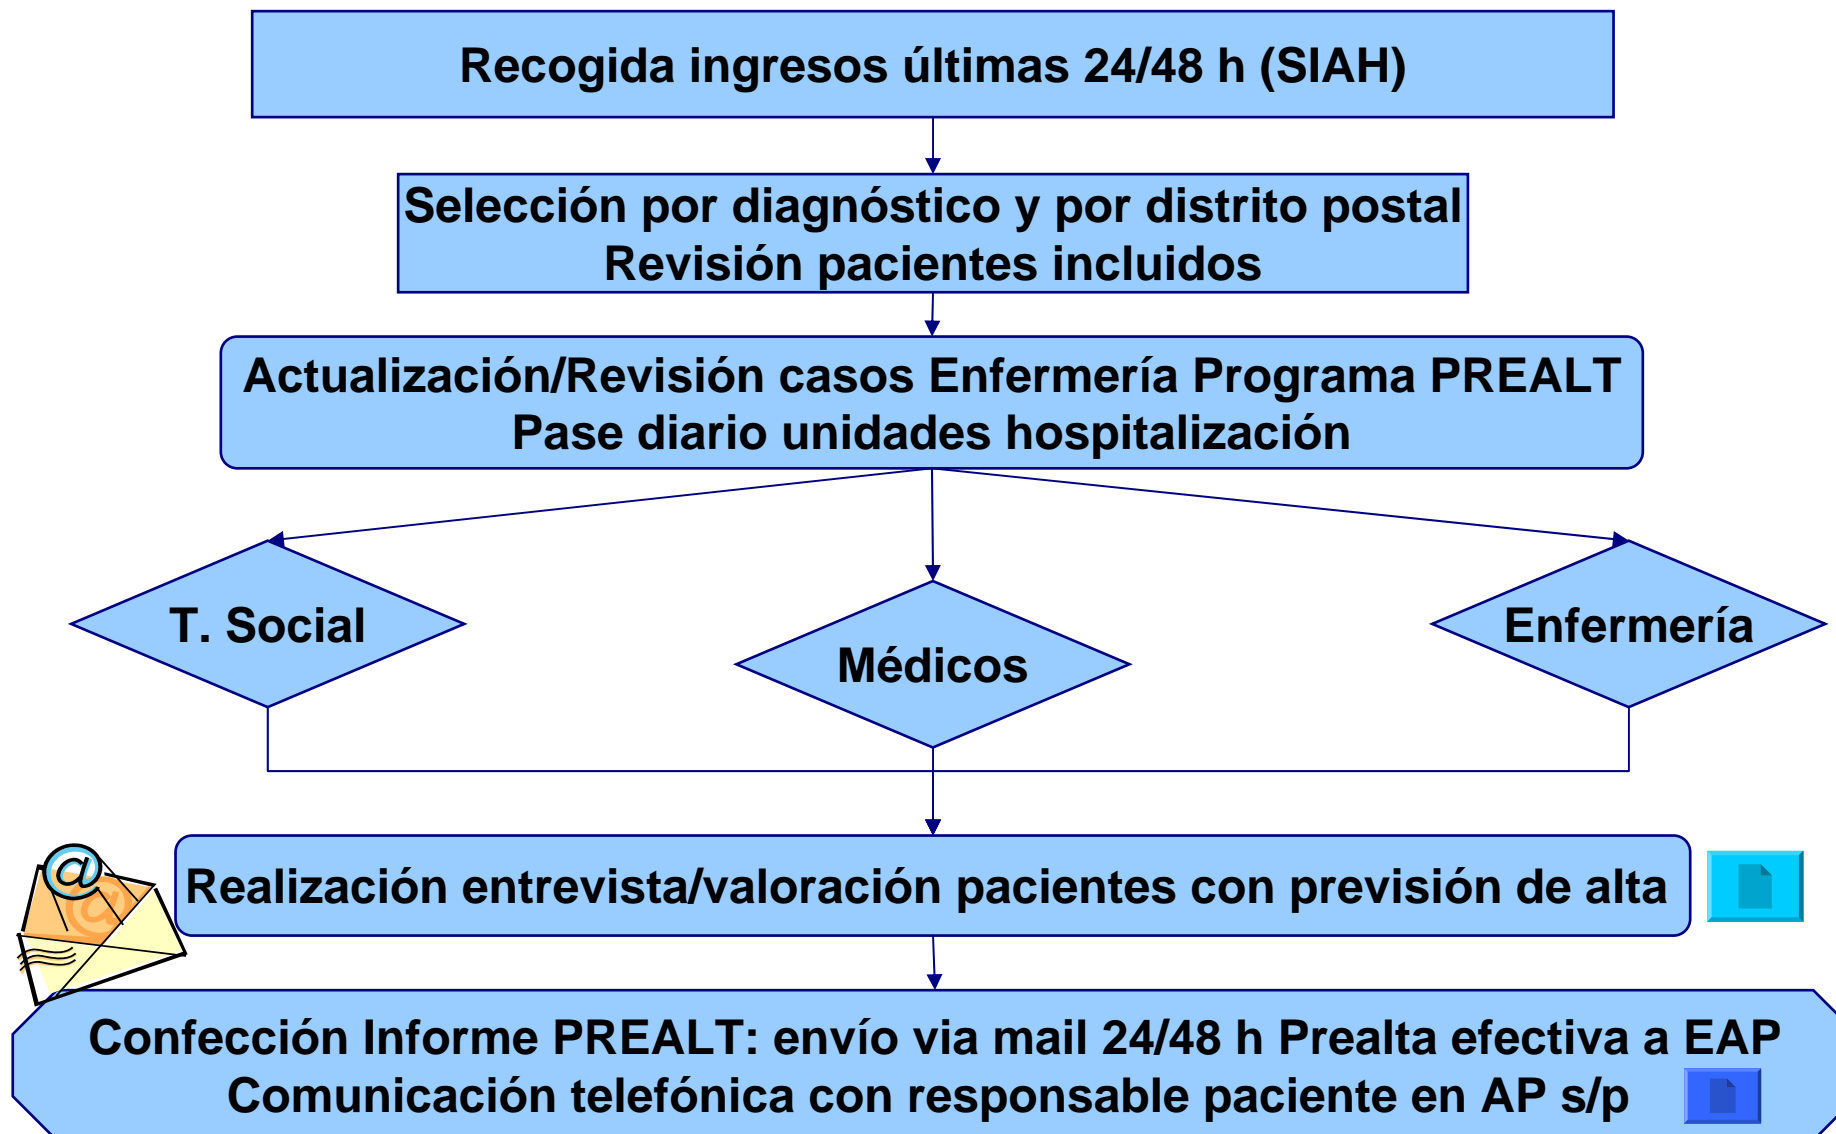 Recogida ingresos últimas 24/48 h (SIAH)
Selección por diagnóstico y por distrito postal
Revisión pacientes incluidos
Actualización/Revisión casos Enfermería Programa PREALT
Pase diario unidades hospitalización
T. Social
Médicos
Enfermería
@
@
Realización entrevista/valoración pacientes con previsión de alta
Confección Informe PREALT: envío via mail 24/48 h Prealta efectiva a EAP
Comunicación telefónica con responsable paciente en AP s/p